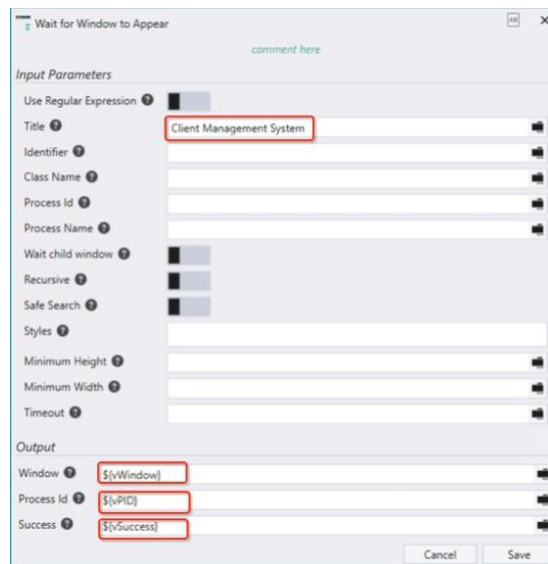 Wait for Window to Appear
comment here
Input Parameters
Use Regular Expression
Title Client Management System
Identifier
Class Name
Process Id
Process Name
Wait child window
Recursive
Safe Search
Styles
Minimum Height
Minimum Width
Timeout
Output
Window ${vWindow}
Process Id ${vPID}
Success ${vSuccess}
Cancel Save